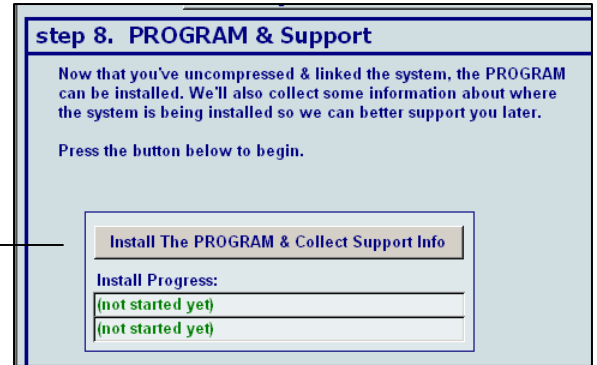 step 8. PROGRAM & Support
Now that you've uncompressed & linked the system, the PROGRAM
can be installed. We'll also collect some information about where
the system is being installed so we can better support you later.
Press the button below to begin.
Install The PROGRAM & Collect Support Info
Install Progress:
(not started yet)
(not started yet)